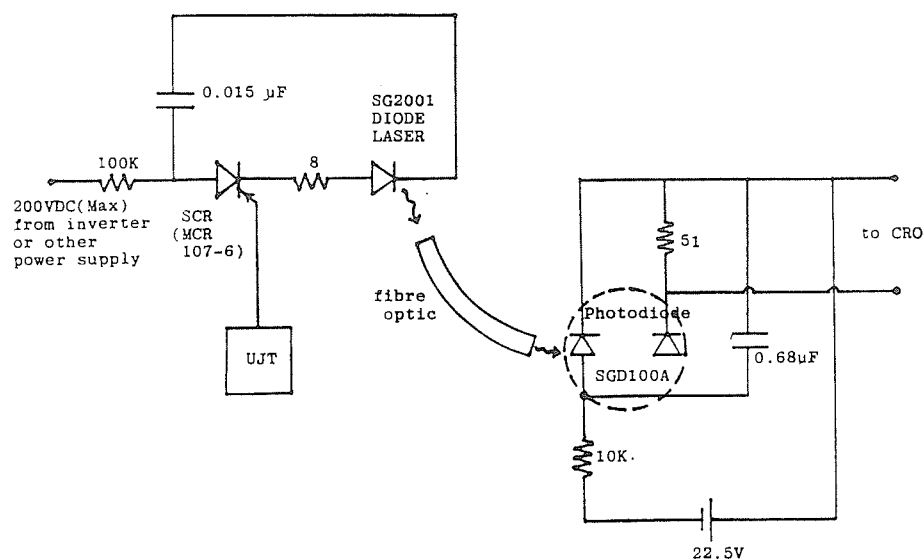 0.015 µF
SG2001
DIODE
LASER
100K
8
200VDC(Max)
from inverter
or other
power supply
SCR
(MCR
107-6)
UJT
fibre
optic
51
to CRO
Photodiode
0.68µF
SGD100A
10K.
22.5V